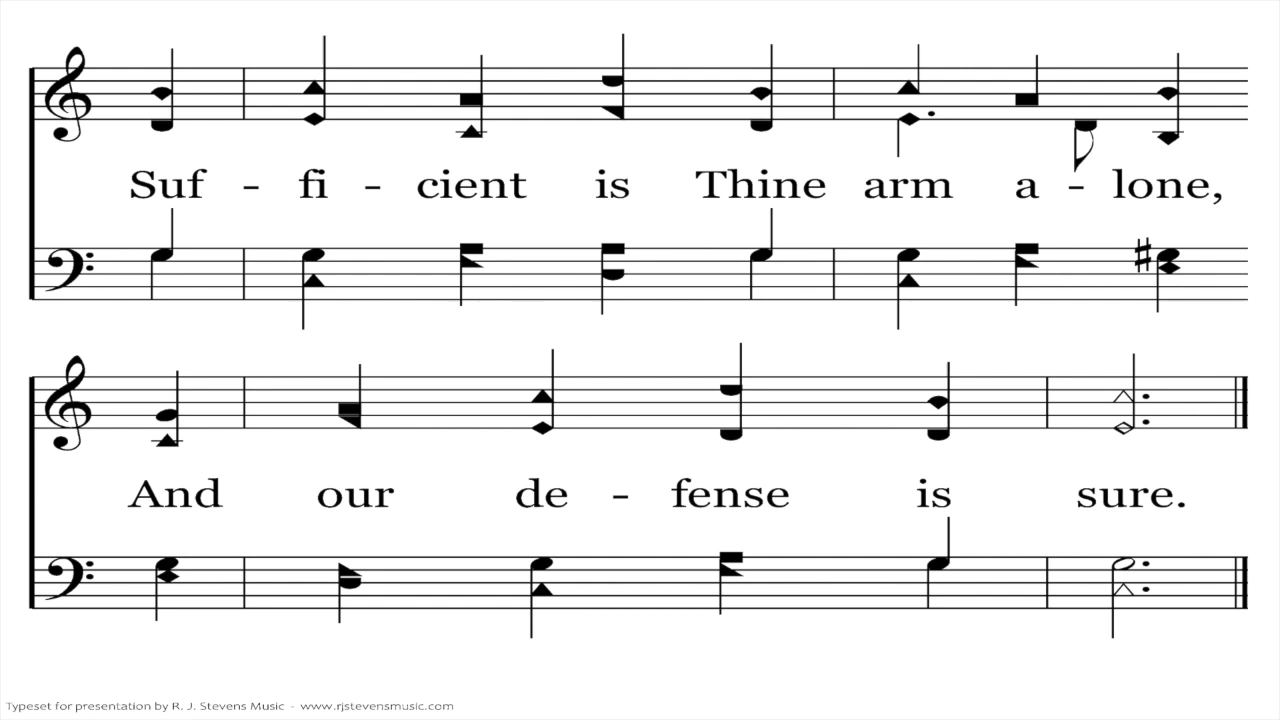 Suf - fi - cient is Thine arm a - lone,
And our de - fense is sure.
Typeset for presentation by R. J. Stevens Music - www.rjstevensmusic.com